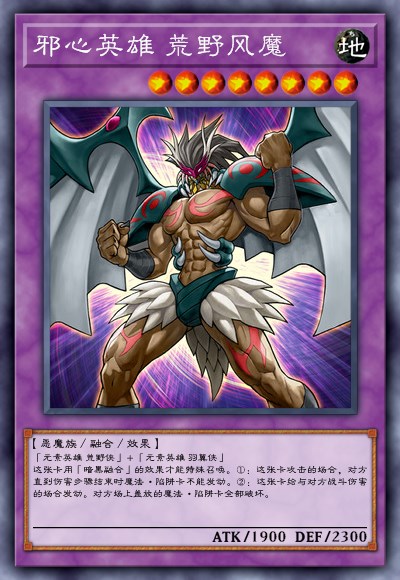 邪心英雄 荒野风魔
地
【恶魔族／融合／效果】
「元素英雄 荒野侠」+「元素英雄 羽翼侠」
这张卡用「暗黑融合」的效果才能特殊召唤。①：这张卡攻击的场合，对方
直到伤害步骤结束时魔法·陷阱卡不能发动。②：这张卡给与对方战斗伤害
的场合发动。对方场上盖放的魔法·陷阱卡全部破坏。
ATK/1900 DEF/2300